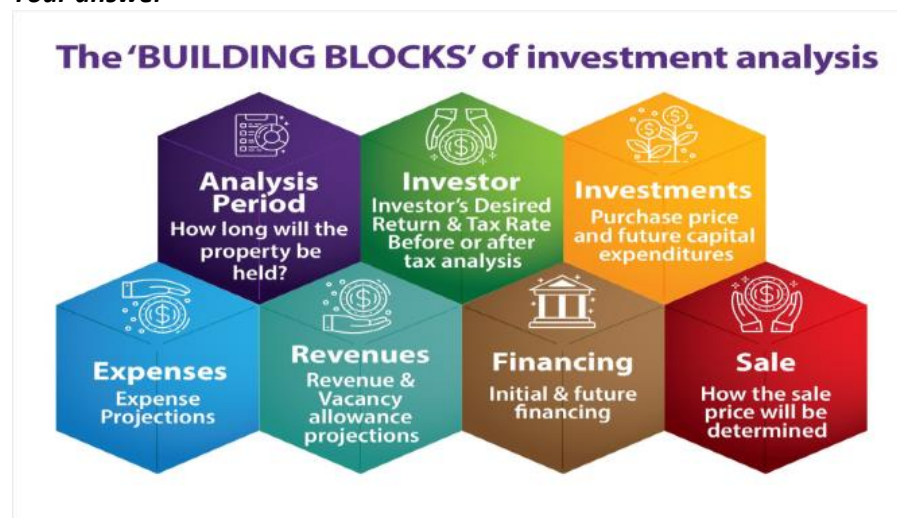 Your answer
The 'BUILDING BLOCKS' of investment analysis
Analysis
Period
How long will the
property be
held?
Investor
Investor's Desired
Return & Tax Rate
Before or after
tax analysis
Investments
Purchase price
and future capital
expenditures
Expenses
Expense
Projections
Revenues
Revenue &
Vacancy
allowance
projections
Financing
Initial & future
financing
Sale
How the sale
price will be
determined